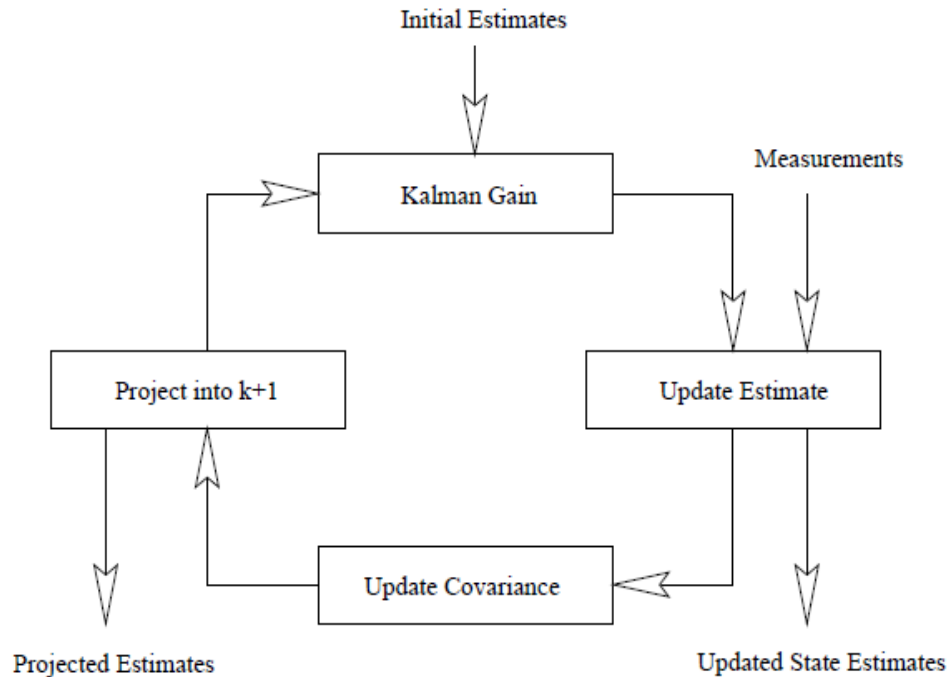 Initial Estimates
Measurements
Kalman Gain
Project into k+1
Update Estimate
Update Covariance
Projected Estimates
Updated State Estimates